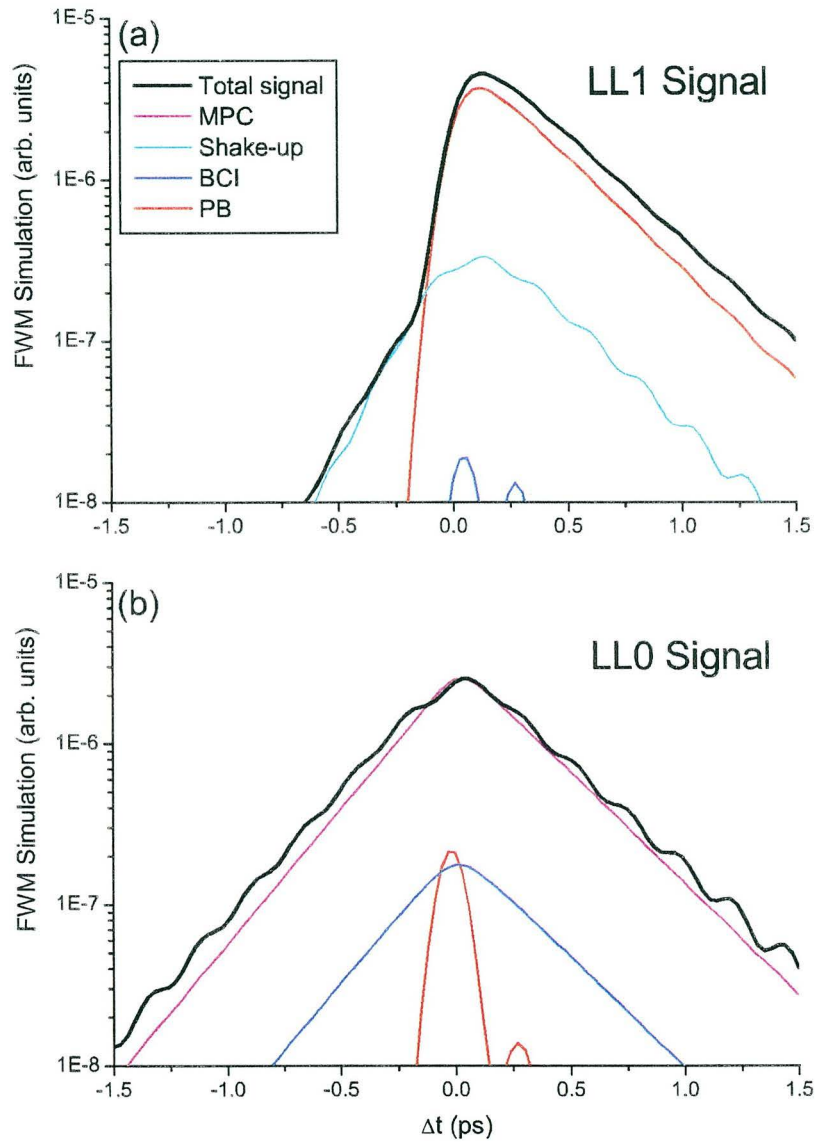 (a)
LL1 Signal
Total signal
MPC
Shake-up
BCI
PB
FWM Simulation (arb. units)
1E-5
1E-6
1E-7
1E-8
-1.5
-1.0
-0.5
0.0
0.5
1.0
1.5
(b)
LL0 Signal
FWM Simulation (arb. units)
1E-5
1E-6
1E-7
1E-8
-1.5
-1.0
-0.5
0.0
0.5
1.0
1.5
Δt (ps)